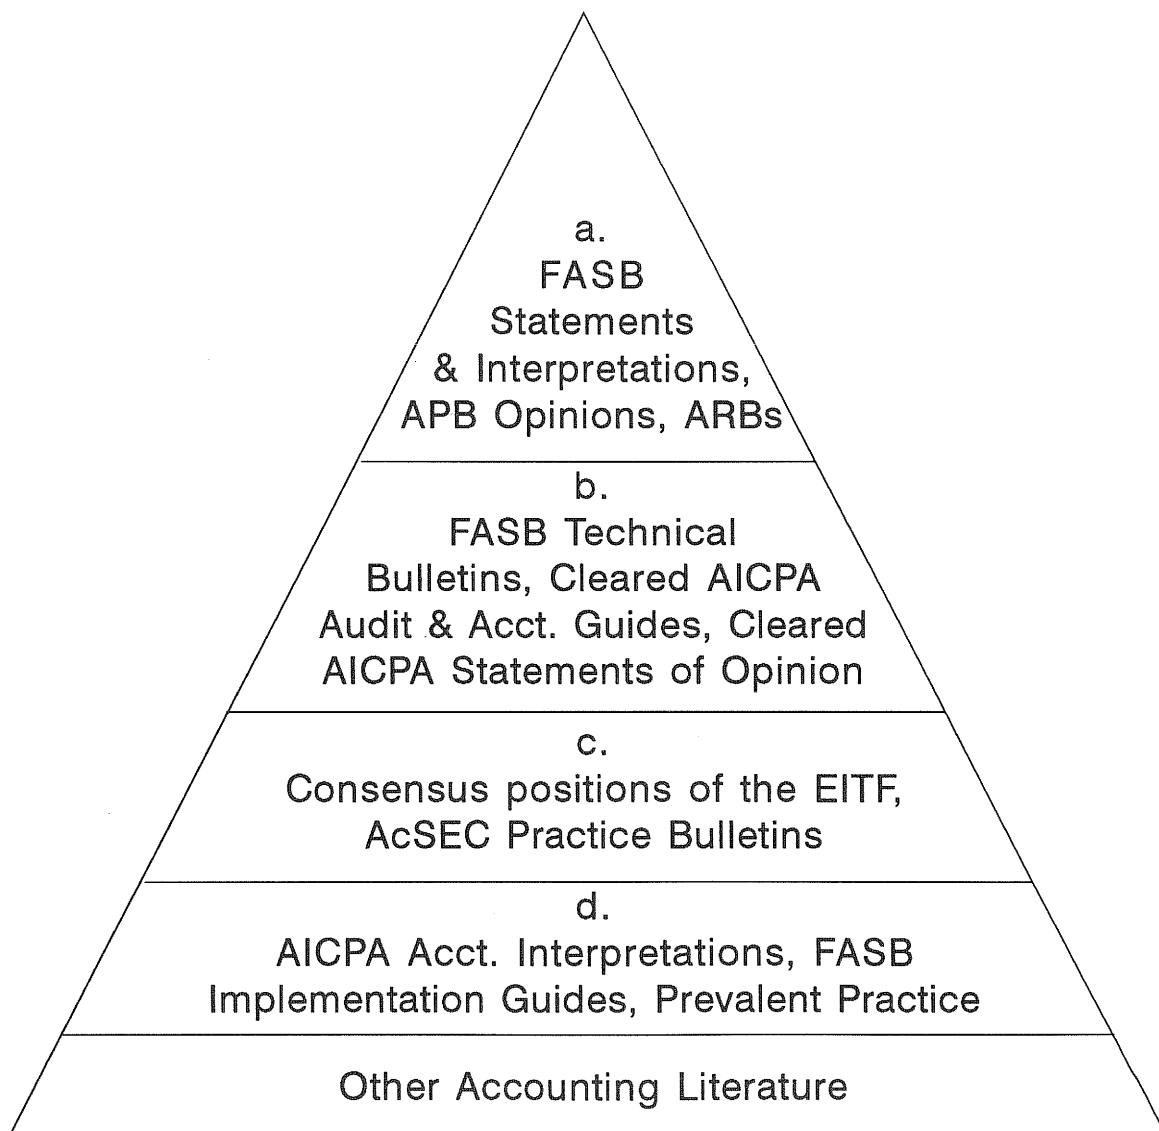 a.
FASB
Statements
& Interpretations,
APB Opinions, ARBs
b.
FASB Technical
Bulletins, Cleared AICPA
Audit & Acct. Guides, Cleared
AICPA Statements of Opinion
c.
Consensus positions of the EITF,
AcSEC Practice Bulletins
d.
AICPA Acct. Interpretations, FASB
Implementation Guides, Prevalent Practice
Other Accounting Literature